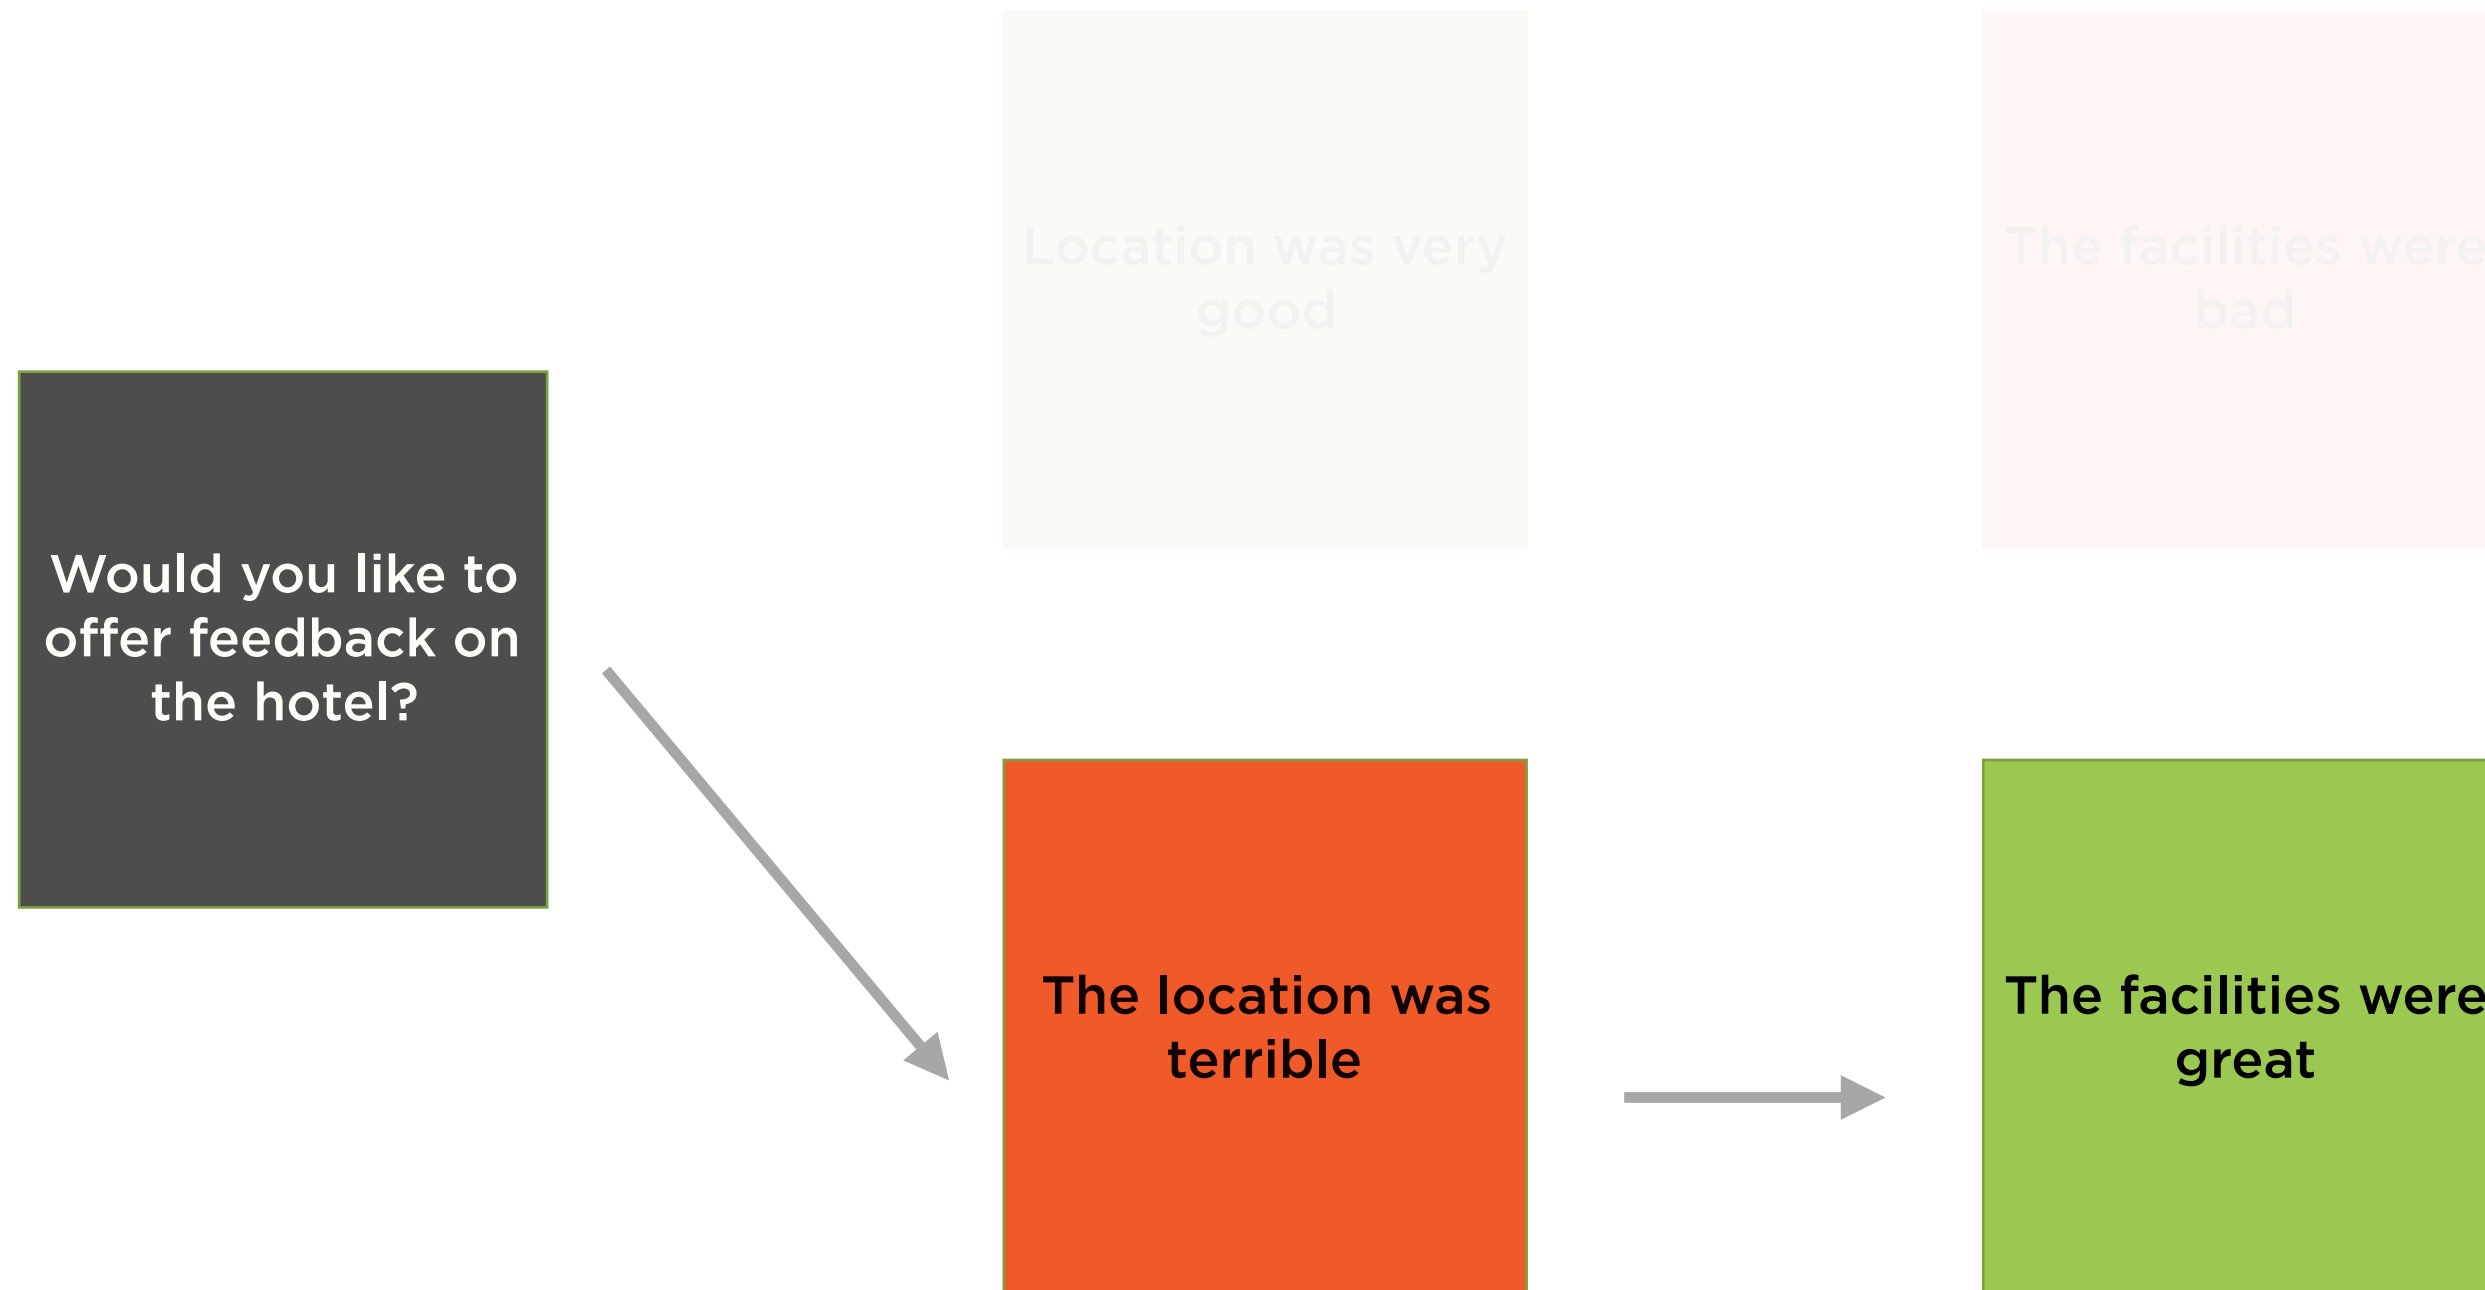 Location was very
good
The facilities were
bad
Would you like to
offer feedback on
the hotel?
The location was
terrible
The facilities were
great